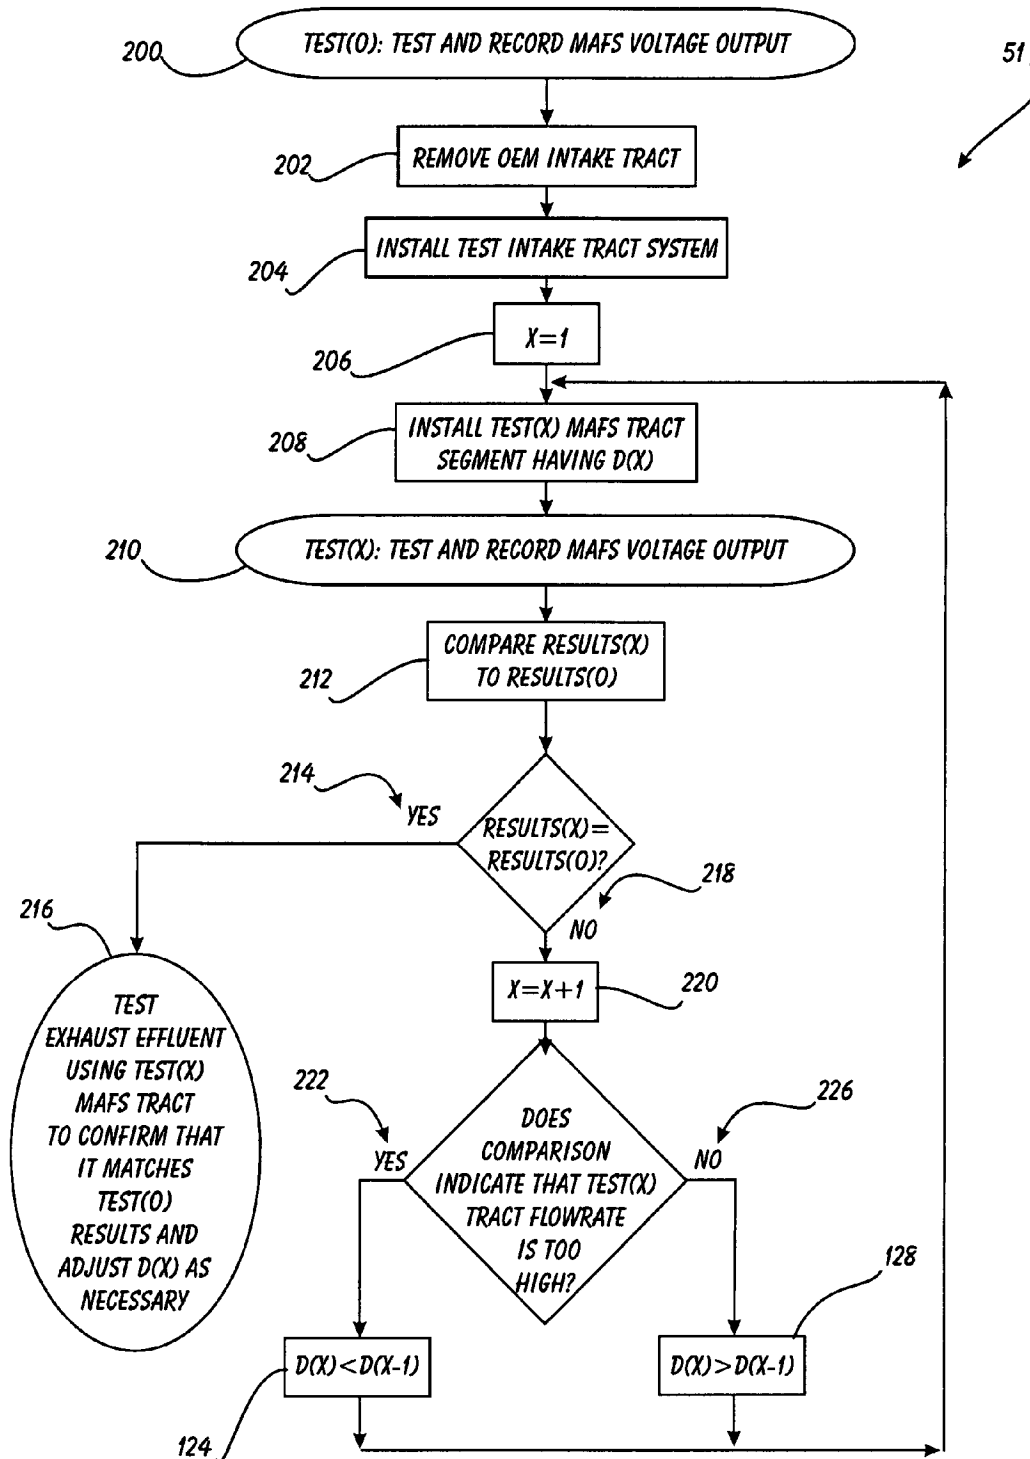 200
TEST(0): TEST AND RECORD MAFS VOLTAGE OUTPUT
51
202
REMOVE OEM INTAKE TRACT
204
INSTALL TEST INTAKE TRACT SYSTEM
206
X=1
208
INSTALL TEST(X) MAFS TRACT
SEGMENT HAVING D(X)
210
TEST(X): TEST AND RECORD MAFS VOLTAGE OUTPUT
212
COMPARE RESULTS(X)
TO RESULTS(0)
214
YES
RESULTS(X)=
RESULTS(0)?
218
NO
216
TEST
EXHAUST EFFLUENT
USING TEST(X)
MAFS TRACT
TO CONFIRM THAT
IT MATCHES
TEST(0)
RESULTS AND
ADJUST D(X) AS
NECESSARY
X=X+1
220
222
YES
DOES
COMPARISON
INDICATE THAT TEST(X)
TRACT FLOWRATE
IS TOO
HIGH?
226
NO
124
D(X)<D(X-1)
128
D(X)>D(X-1)